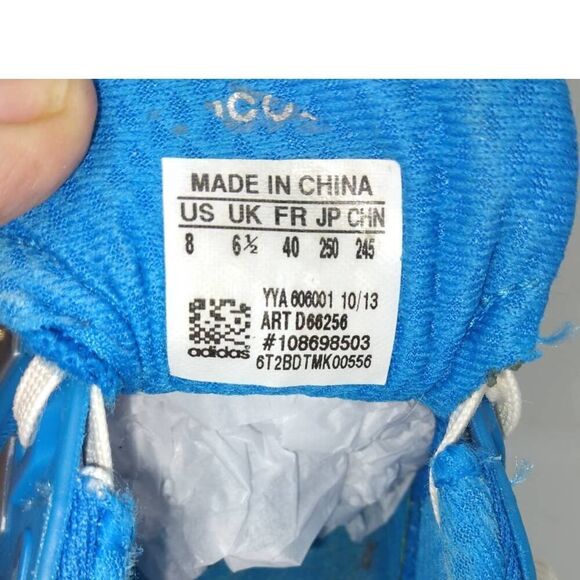 MADE IN CHINA
US UK FR JP CHN
8 6½ 40 250 245
YYA 606001 10/13
ART D66256
#108698503
adidas
6T2BDTMK00556